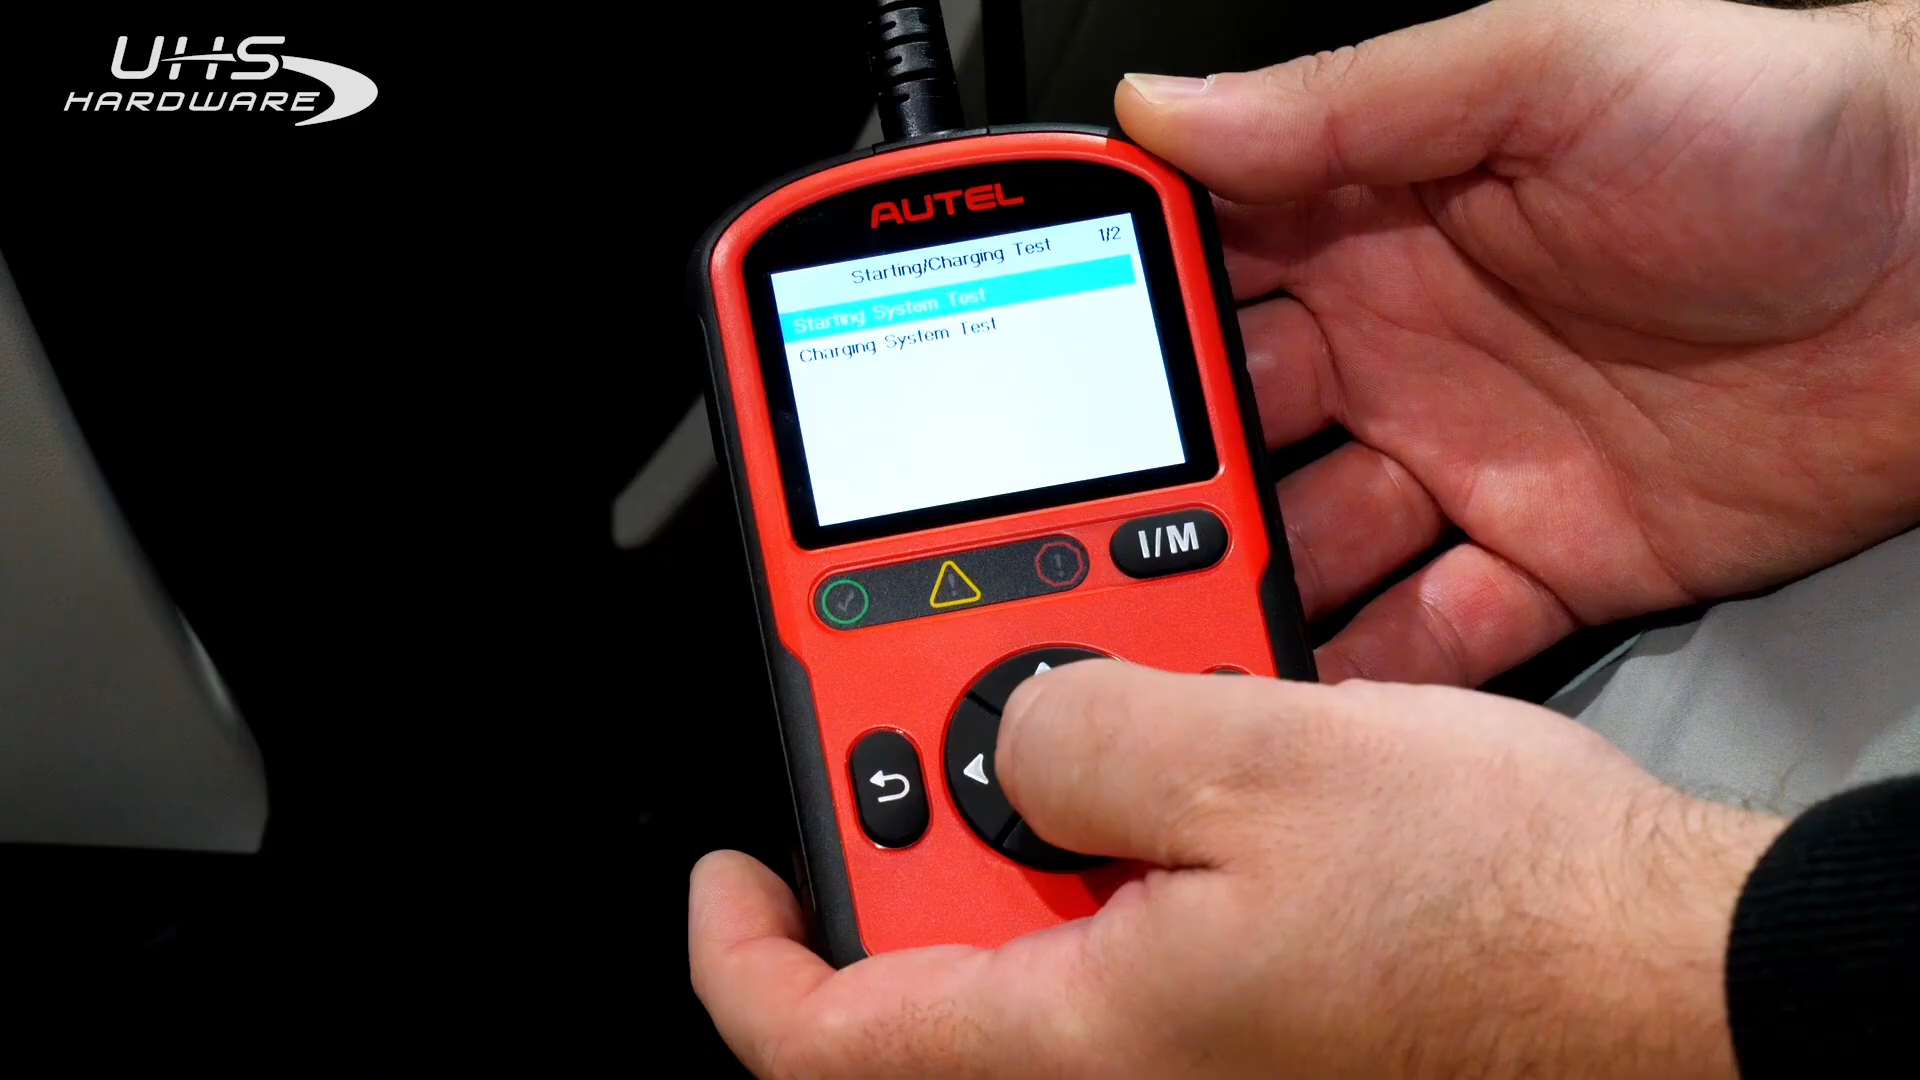 UHS
HARDWARE
AUTEL
Starting/Charging Test 1/2
Starting System Test
Charging System Test
I/M